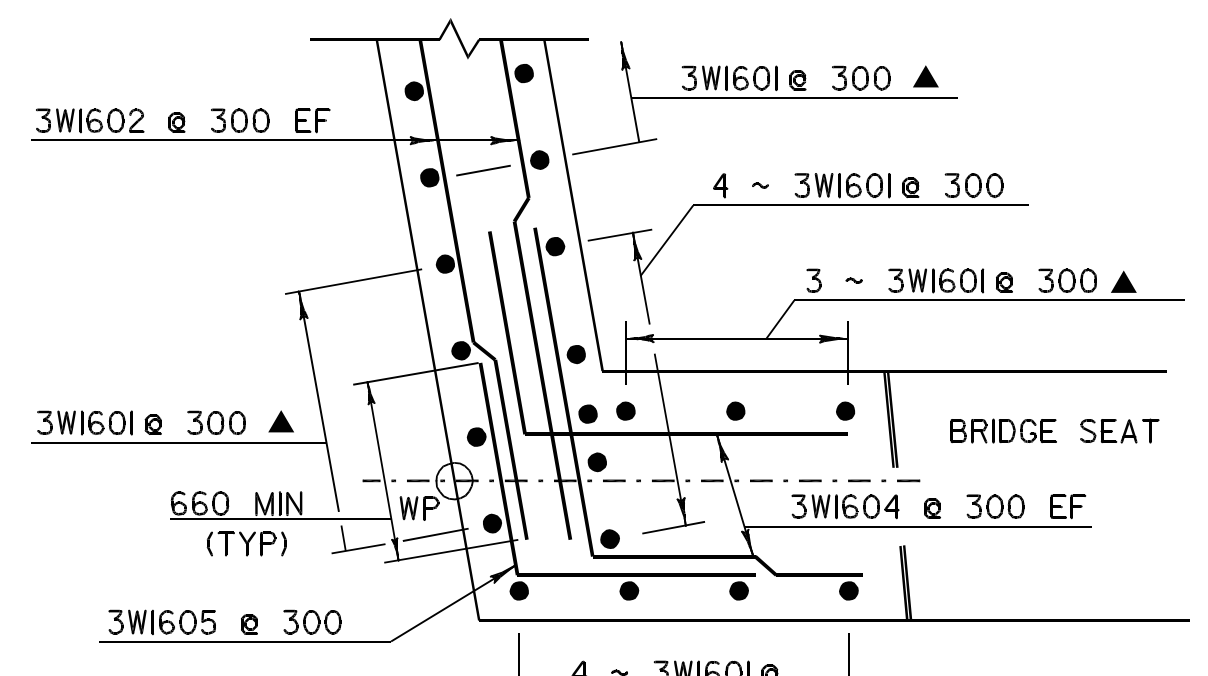 3W1601 @ 300 ▲
3W1602 @ 300 EF
4 ~ 3W1601 @ 300
3 ~ 3W1601 @ 300 ▲
3W1601 @ 300 ▲
BRIDGE SEAT
660 MIN
(TYP)
WP
3W1604 @ 300 EF
3W1605 @ 300
4 ~ 3W1601 @